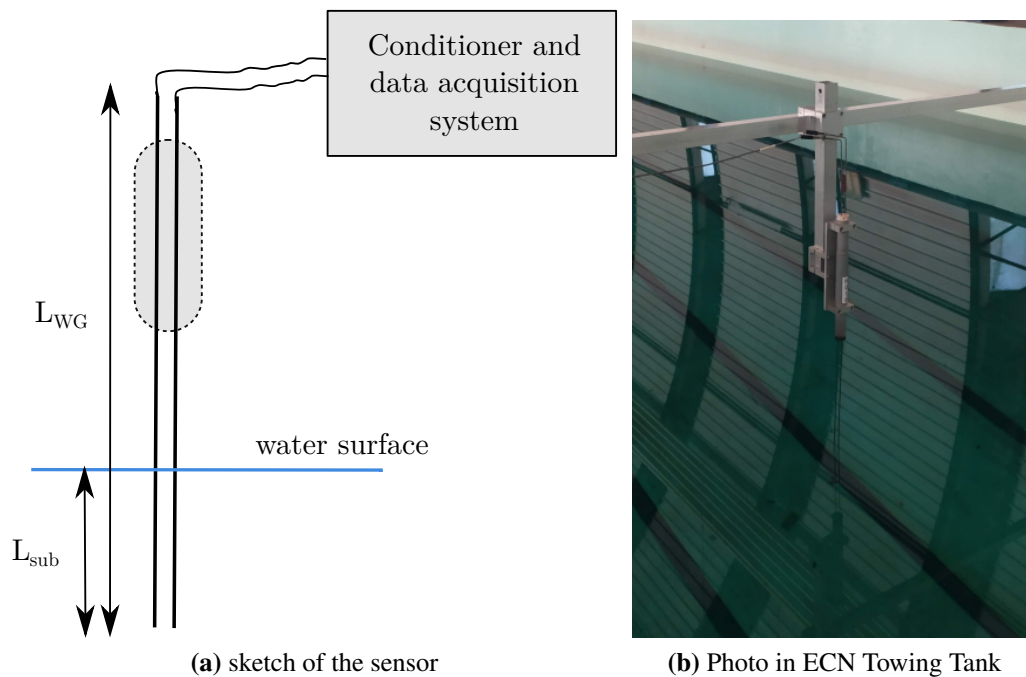 Conditioner and
data acquisition
system
L_WG
water surface
L_sub
(a) sketch of the sensor
(b) Photo in ECN Towing Tank